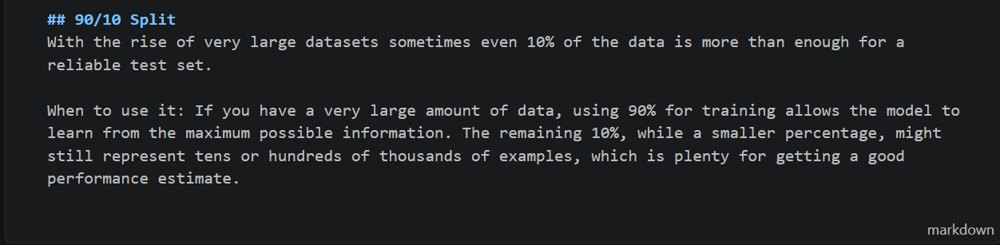 ## 90/10 Split
With the rise of very large datasets sometimes even 10% of the data is more than enough for a
reliable test set.
When to use it: If you have a very large amount of data, using 90% for training allows the model to
learn from the maximum possible information. The remaining 10%, while a smaller percentage, might
still represent tens or hundreds of thousands of examples, which is plenty for getting a good
performance estimate.
markdown